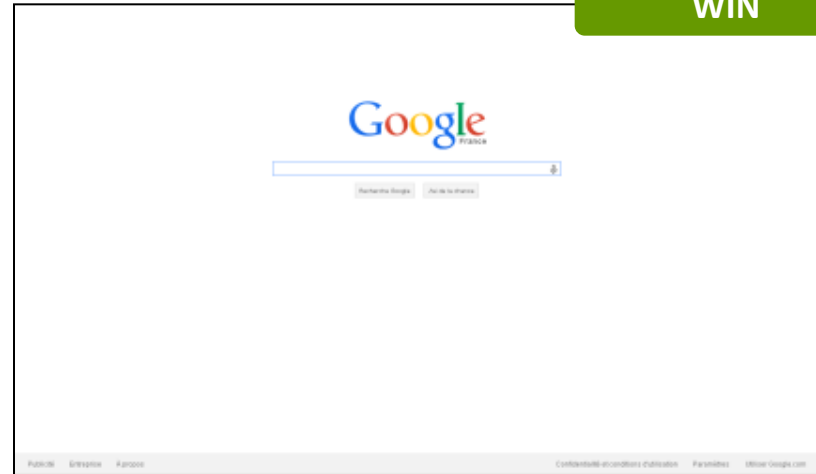 WIN
Google
France
Recherche Google J'ai de la chance
Publicité Entreprise À propos Confidentialité et conditions d'utilisation Paramètres Utiliser Google.com